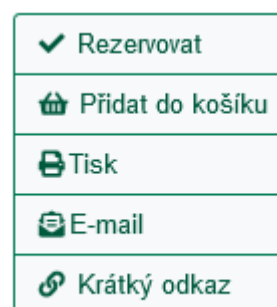 Rezervovat
Přidat do košíku
Tisk
E-mail
Krátký odkaz